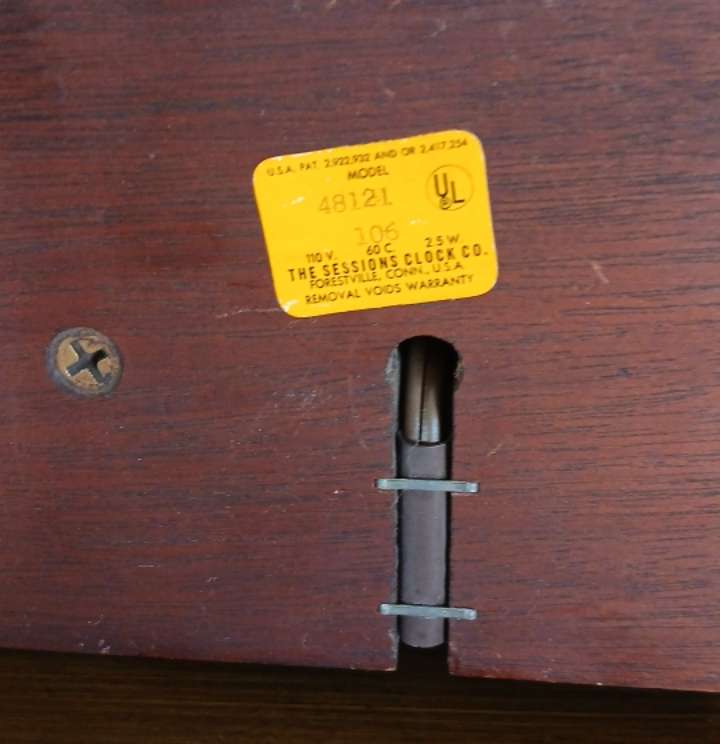 U.S.A. PAT. 2,922,932 AND OR 2,417,254
MODEL
48121
UL
106
110 V. 60 C. 2.5 W.
THE SESSIONS CLOCK CO.
FORESTVILLE, CONN., U.S.A.
REMOVAL VOIDS WARRANTY